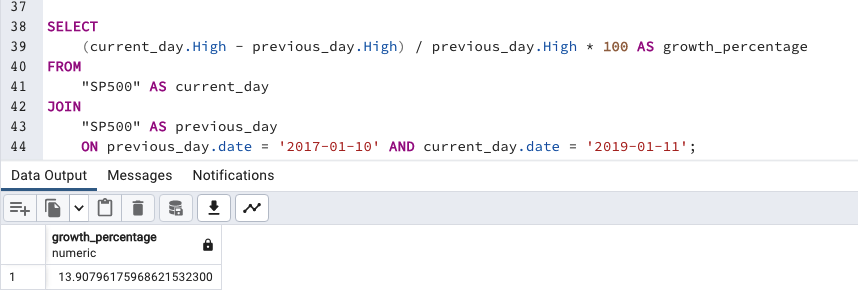 37
38 SELECT
39 (current_day.High - previous_day.High) / previous_day.High * 100 AS growth_percentage
40 FROM
41 "SP500" AS current_day
42 JOIN
43 "SP500" AS previous_day
44 ON previous_day.date = '2017-01-10' AND current_day.date = '2019-01-11';
Data Output Messages Notifications
growth_percentage
numeric
1 13.90796175968621532300